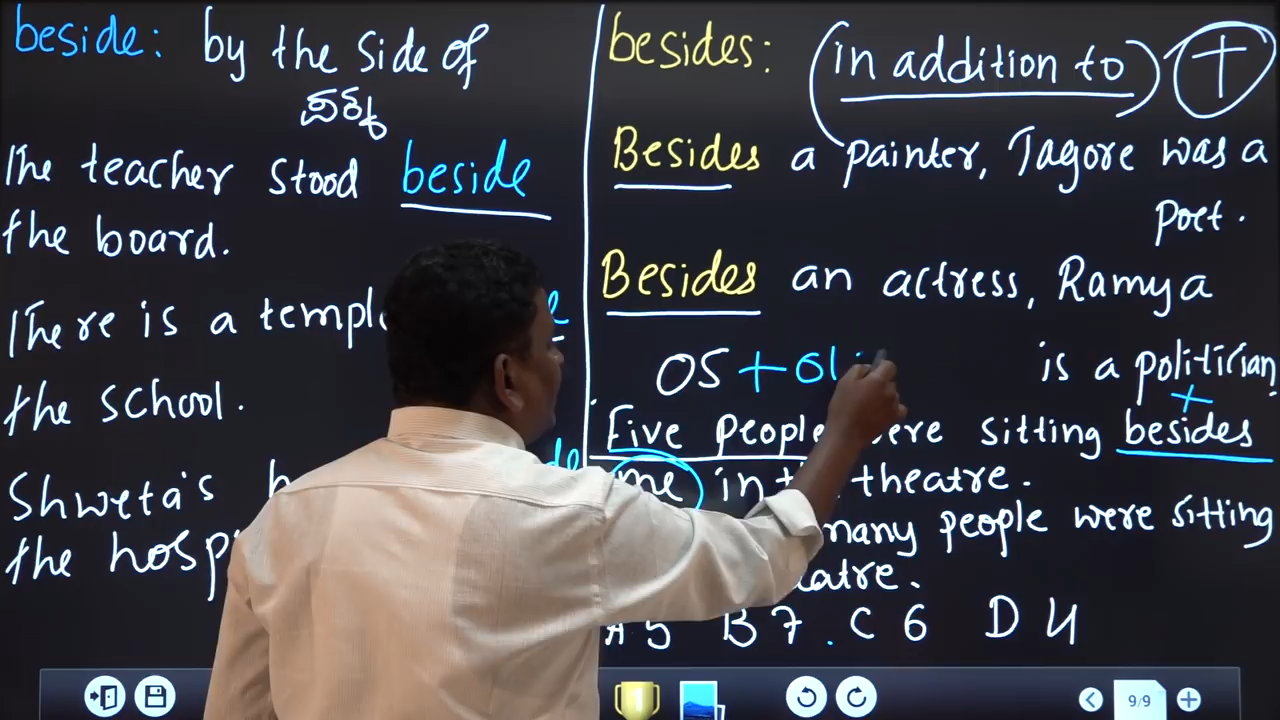 beside: by the side of
ಪಕ್ಕ
The teacher stood beside
the board.
There is a temple
the school.
Shweta's
the hosp
besides: (in addition to) +
Besides a painter, Tagore was a
poet.
Besides an actress, Ramya
is a politician
05 + 01
+
Five people were sitting besides
me in the theatre.
many people were sitting
eatre.
A 5 B 7 C 6 D 4
9/9